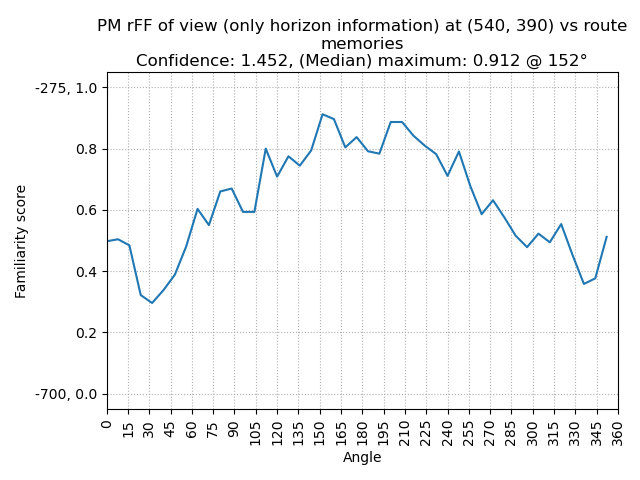 PM rFF of view (only horizon information) at (540, 390) vs route
memories
Confidence: 1.452, (Median) maximum: 0.912 @ 152°
-275, 1.0
0.8
0.6
0.4
0.2
-700, 0.0
Familiarity score
0 15 30 45 60 75 90 105 120 135 150 165 180 195 210 225 240 255 270 285 300 315 330 345 360
Angle